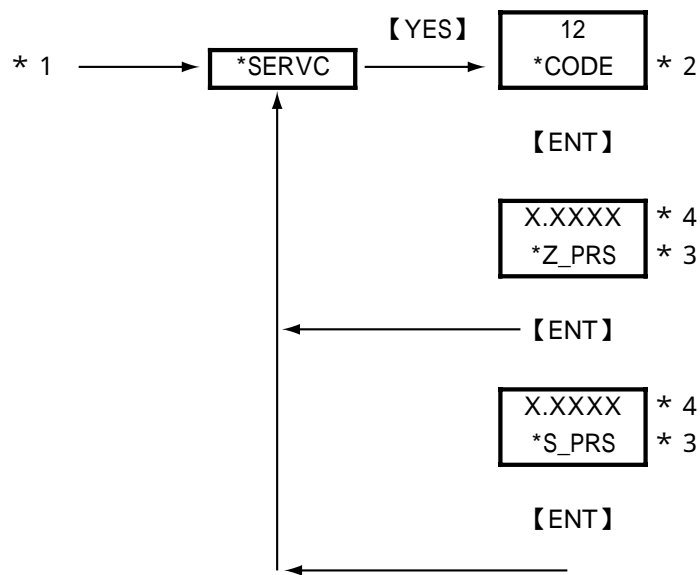 【YES】
12
* 1
*SERVC
*CODE
* 2
【ENT】
X.XXXX
* 4
*Z_PRS
* 3
【ENT】
X.XXXX
* 4
*S_PRS
* 3
【ENT】